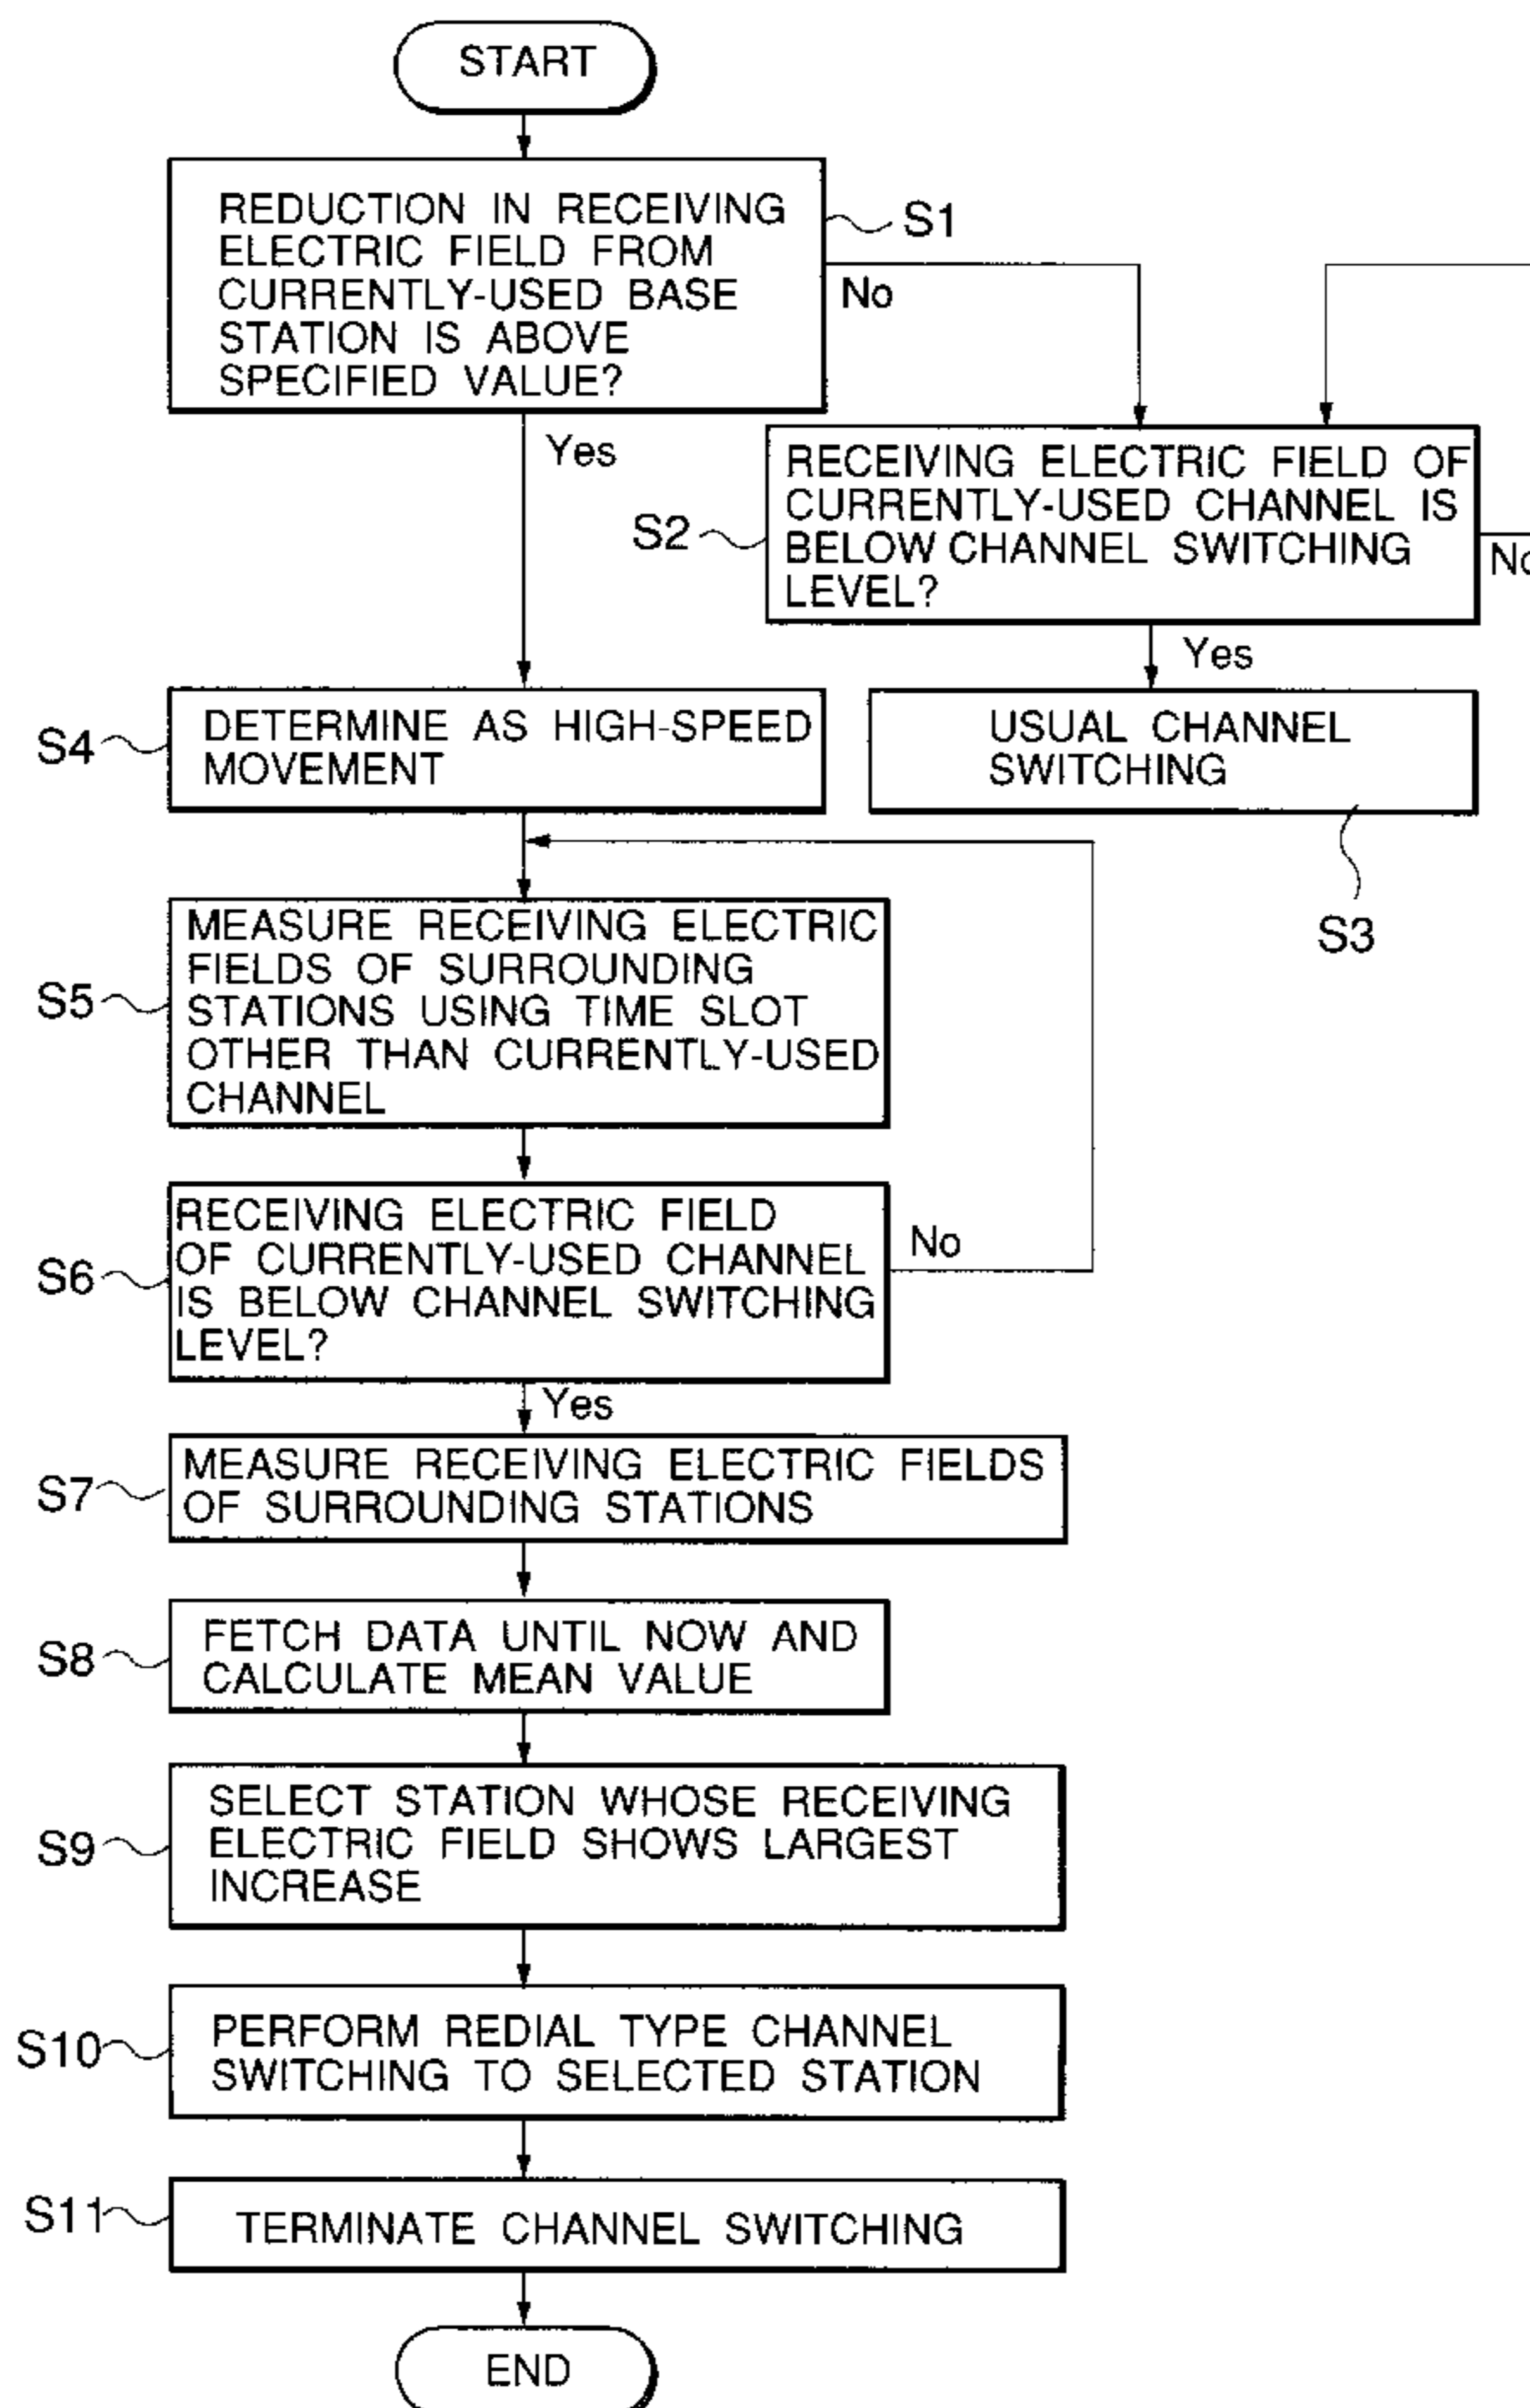 START
REDUCTION IN RECEIVING
ELECTRIC FIELD FROM
CURRENTLY-USED BASE
STATION IS ABOVE
SPECIFIED VALUE?
S1
No
Yes
RECEIVING ELECTRIC FIELD OF
CURRENTLY-USED CHANNEL IS
BELOW CHANNEL SWITCHING
LEVEL?
S2
No
Yes
S4
DETERMINE AS HIGH-SPEED
MOVEMENT
USUAL CHANNEL
SWITCHING
S3
S5
MEASURE RECEIVING ELECTRIC
FIELDS OF SURROUNDING
STATIONS USING TIME SLOT
OTHER THAN CURRENTLY-USED
CHANNEL
S6
RECEIVING ELECTRIC FIELD
OF CURRENTLY-USED CHANNEL
IS BELOW CHANNEL SWITCHING
LEVEL?
No
Yes
S7
MEASURE RECEIVING ELECTRIC FIELDS
OF SURROUNDING STATIONS
S8
FETCH DATA UNTIL NOW AND
CALCULATE MEAN VALUE
S9
SELECT STATION WHOSE RECEIVING
ELECTRIC FIELD SHOWS LARGEST
INCREASE
S10
PERFORM REDIAL TYPE CHANNEL
SWITCHING TO SELECTED STATION
S11
TERMINATE CHANNEL SWITCHING
END